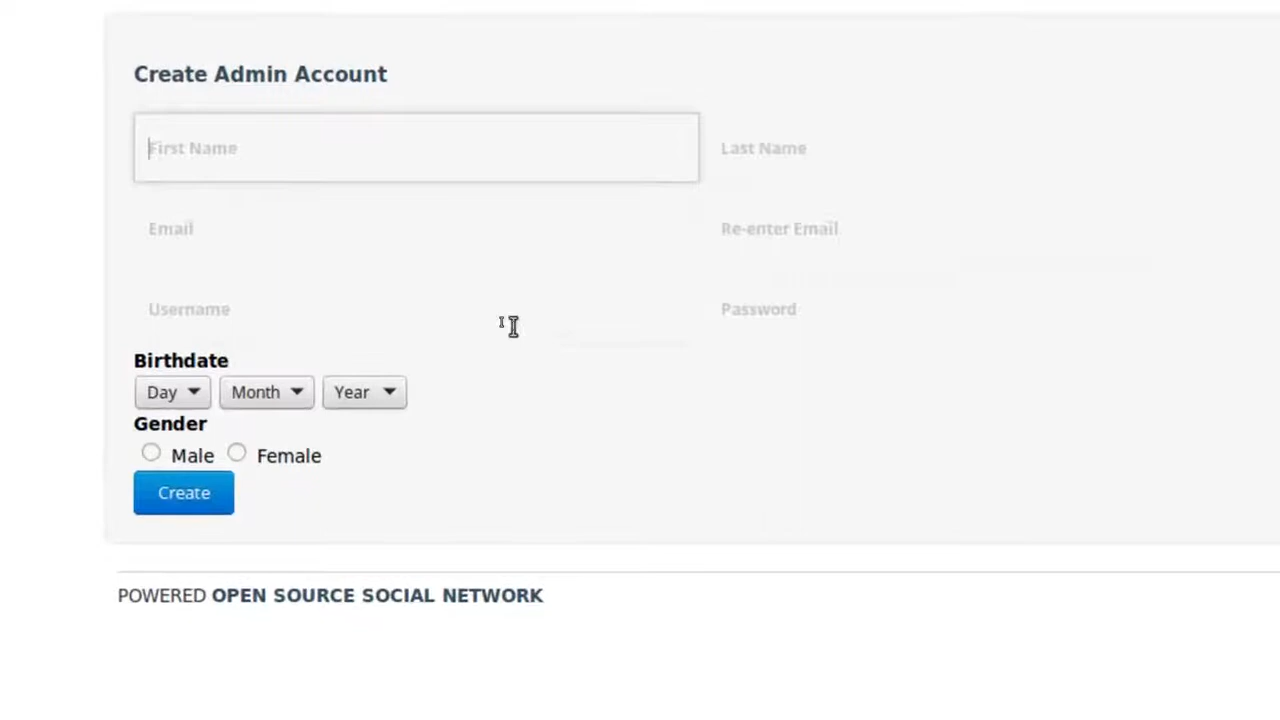 Create Admin Account
First Name
Last Name
Email
Re-enter Email
Username
Password
Birthdate
Day Month Year
Gender
Male Female
Create
POWERED OPEN SOURCE SOCIAL NETWORK